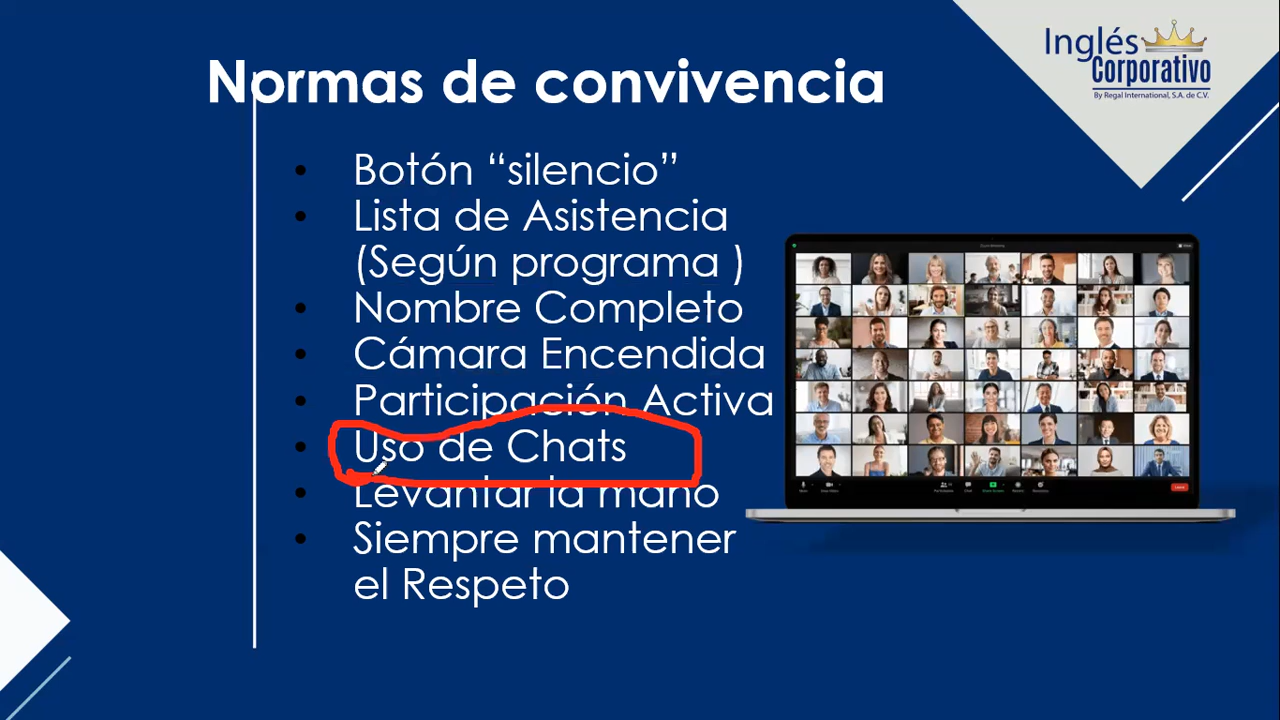 Inglés
Corporativo
By Regal International, S.A. de C.V.
Normas de convivencia
Botón “silencio”
Lista de Asistencia
(Según programa )
Nombre Completo
Cámara Encendida
Participación Activa
Uso de Chats
Levantar la mano
Siempre mantener
el Respeto